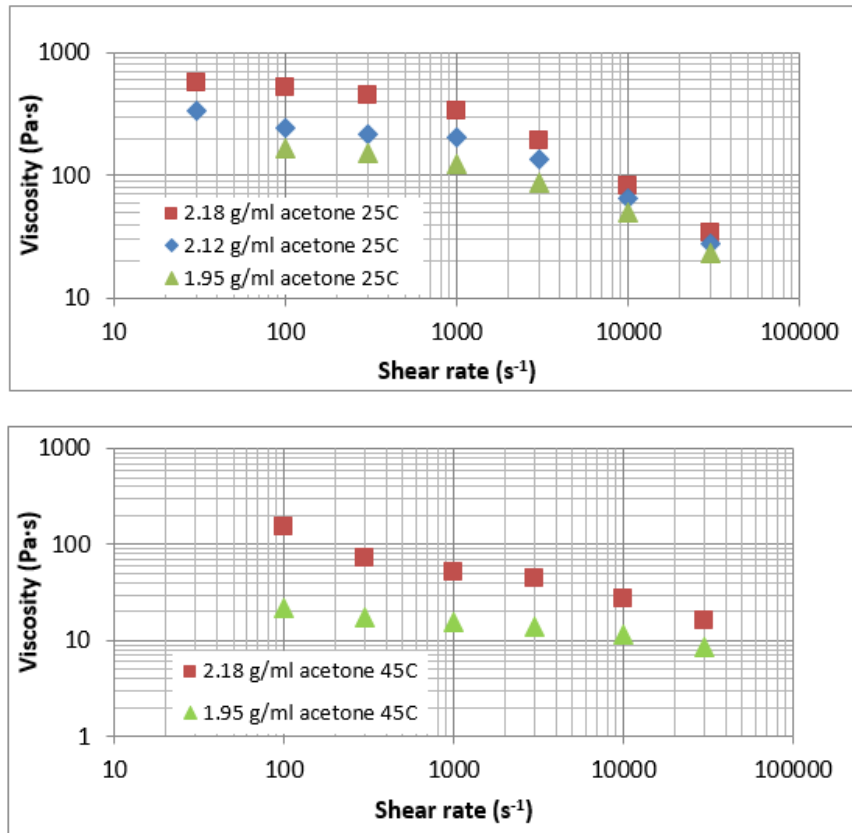 1000
100
10
Viscosity (Pa·s)
2.18 g/ml acetone 25C
2.12 g/ml acetone 25C
1.95 g/ml acetone 25C
10 100 1000 10000 100000
Shear rate (s⁻¹)
1000
100
10
1
Viscosity (Pa·s)
2.18 g/ml acetone 45C
1.95 g/ml acetone 45C
10 100 1000 10000 100000
Shear rate (s⁻¹)